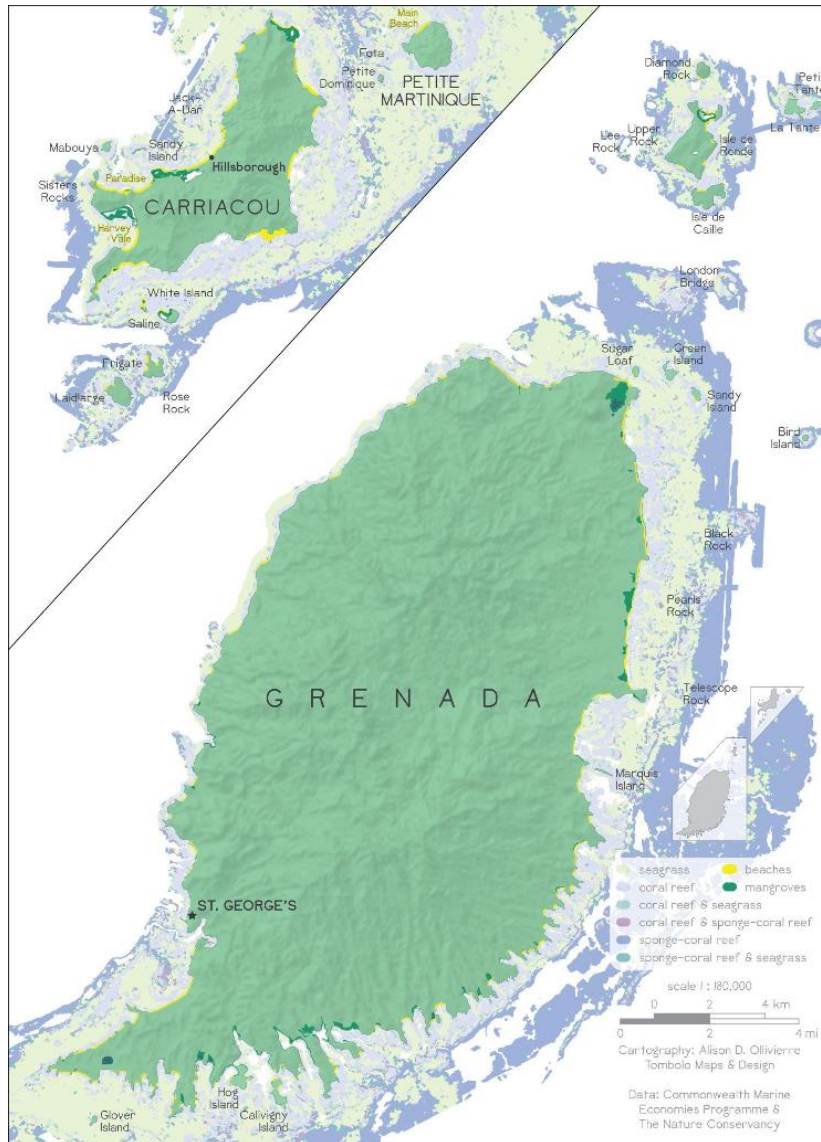 Main
Beach
Fota
Petite
Dominique
PETITE
MARTINIQUE
Jack-
A-Dan
Mabouya
Sandy
Island
Hillsborough
Paradise
Sisters
Rocks
CARRIACOU
Harvey
Vale
White Island
Saline
Frigate
Laidlarge
Rose
Rock
Diamond
Rock
La Tante
Upper
Rock
Lee
Rock
Isle de
Ronde
Isle de
Caille
London
Bridge
Sugar
Loaf
Green
Island
Sandy
Island
Bird
Island
Black
Rock
Pearls
Rock
GRENADA
Telescope
Rock
Marquis
Island
ST. GEORGE'S
Hog
Island
Calivigny
Island
Glover
Island
seagrass
coral reef
coral reef & seagrass
coral reef & sponge-coral reef
sponge-coral reef
sponge-coral reef & seagrass
beaches
mangroves
scale 1 : 180,000
0 2 4 km
0 2 4 mi
Cartography: Alison D. Ollivierre
Tombolo Maps & Design
Data: Commonwealth Marine
Economies Programme &
The Nature Conservancy